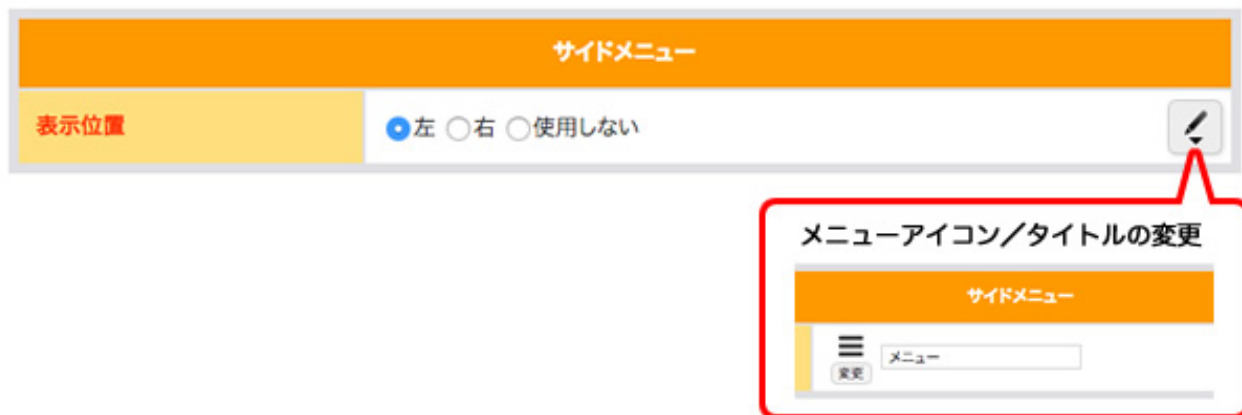 サイドメニュー
表示位置 左 右 使用しない
メニューアイコン／タイトルの変更
サイドメニュー
メニュー
変更